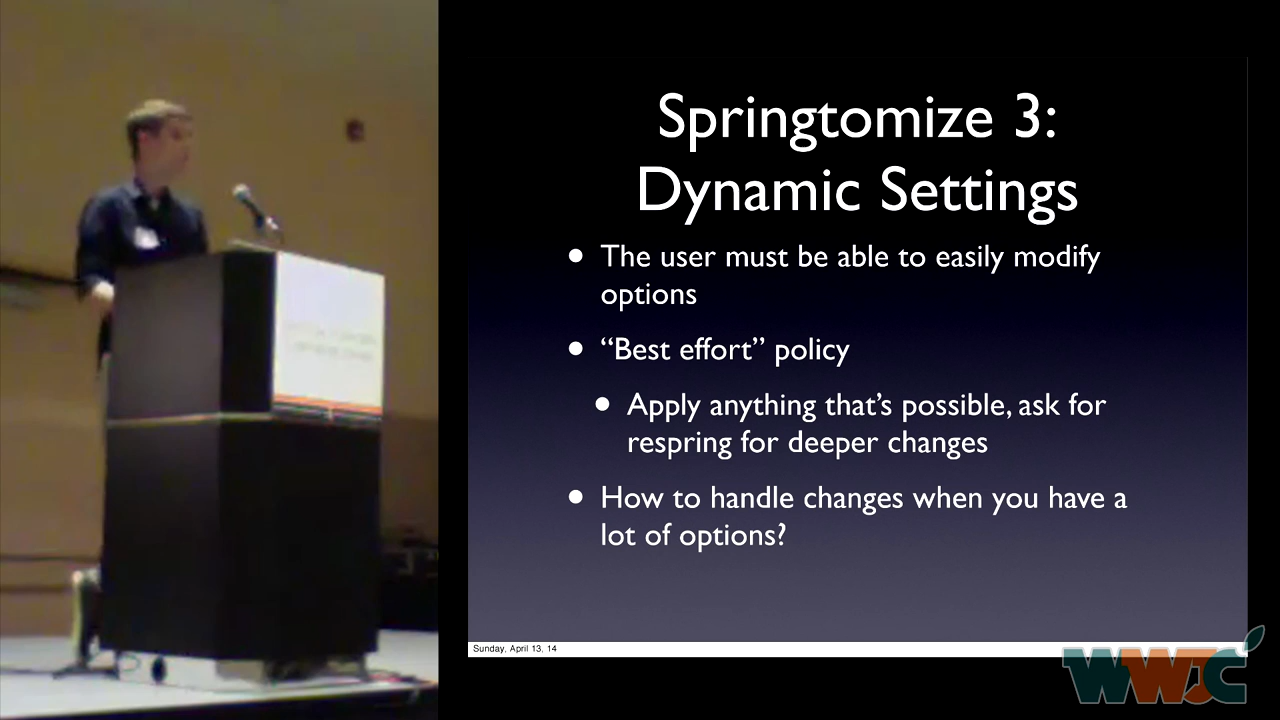 Springtomize 3:
Dynamic Settings
• The user must be able to easily modify
options
• “Best effort” policy
• Apply anything that’s possible, ask for
respring for deeper changes
• How to handle changes when you have a
lot of options?
Sunday, April 13, 14
WWJC